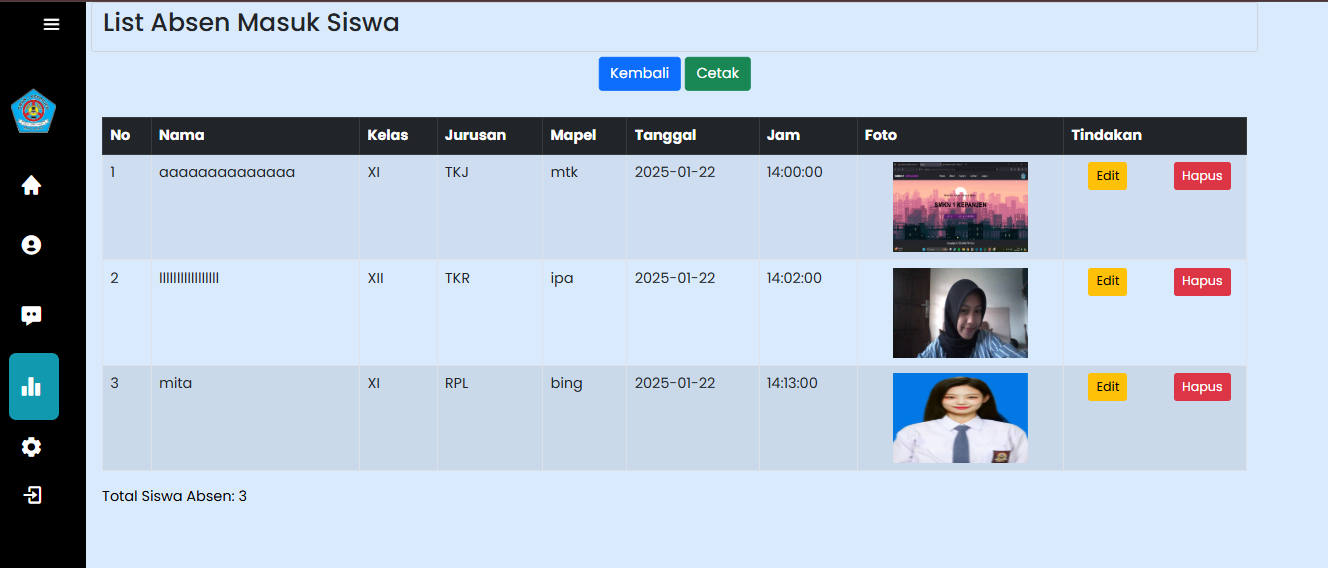 List Absen Masuk Siswa
Kembali Cetak
No Nama Kelas Jurusan Mapel Tanggal Jam Foto Tindakan
1 aaaaaaaaaaaaaa XI TKJ mtk 2025-01-22 14:00:00 Edit Hapus
SMKN 1 KEPANJEN
2 lllllllllllllllll XII TKR ipa 2025-01-22 14:02:00 Edit Hapus
3 mita XI RPL bing 2025-01-22 14:13:00 Edit Hapus
Total Siswa Absen: 3